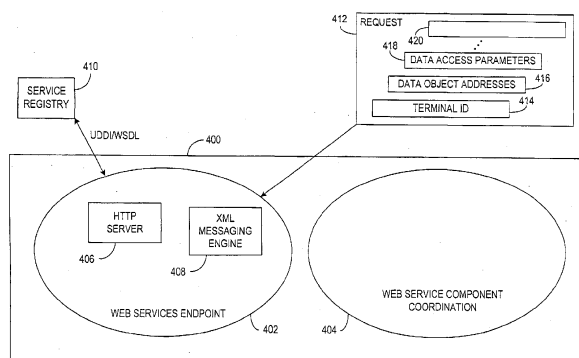 412
REQUEST
420
418
DATA ACCESS PARAMETERS
DATA OBJECT ADDRESSES
416
TERMINAL ID
414
410
SERVICE
REGISTRY
UDDI/WSDL
400
HTTP
SERVER
406
XML
MESSAGING
ENGINE
408
WEB SERVICES ENDPOINT
402
WEB SERVICE COMPONENT
COORDINATION
404